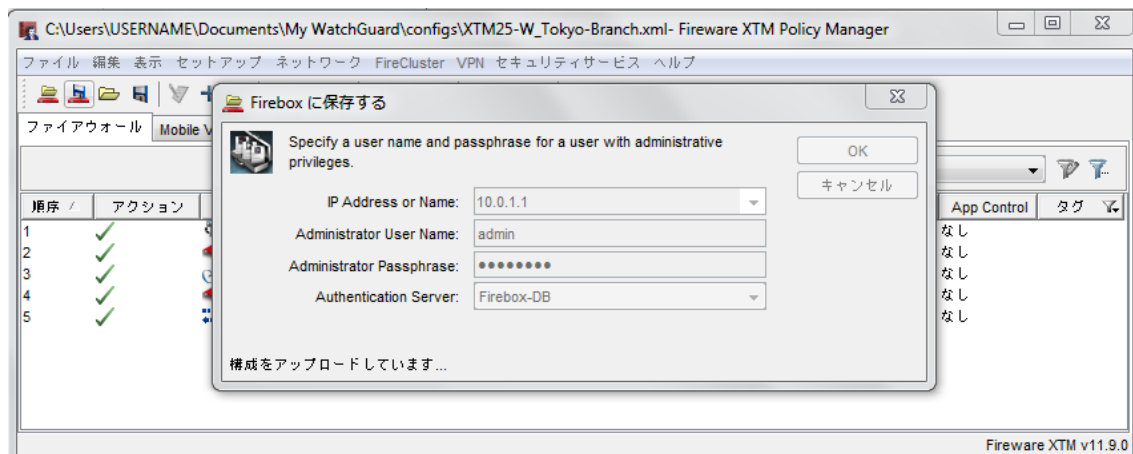 C:\Users\USERNAME\Documents\My WatchGuard\configs\XTM25-W_Tokyo-Branch.xml- Fireware XTM Policy Manager
ファイル 編集 表示 セットアップ ネットワーク FireCluster VPN セキュリティサービス ヘルプ
Firebox に保存する
ファイアウォール Mobile V
Specify a user name and passphrase for a user with administrative
privileges.
OK
キャンセル
IP Address or Name: 10.0.1.1
Administrator User Name: admin
Administrator Passphrase: ●●●●●●●●
Authentication Server: Firebox-DB
構成をアップロードしています...
順序 アクション App Control タグ
1 なし
2 なし
3 なし
4 なし
5 なし
Fireware XTM v11.9.0